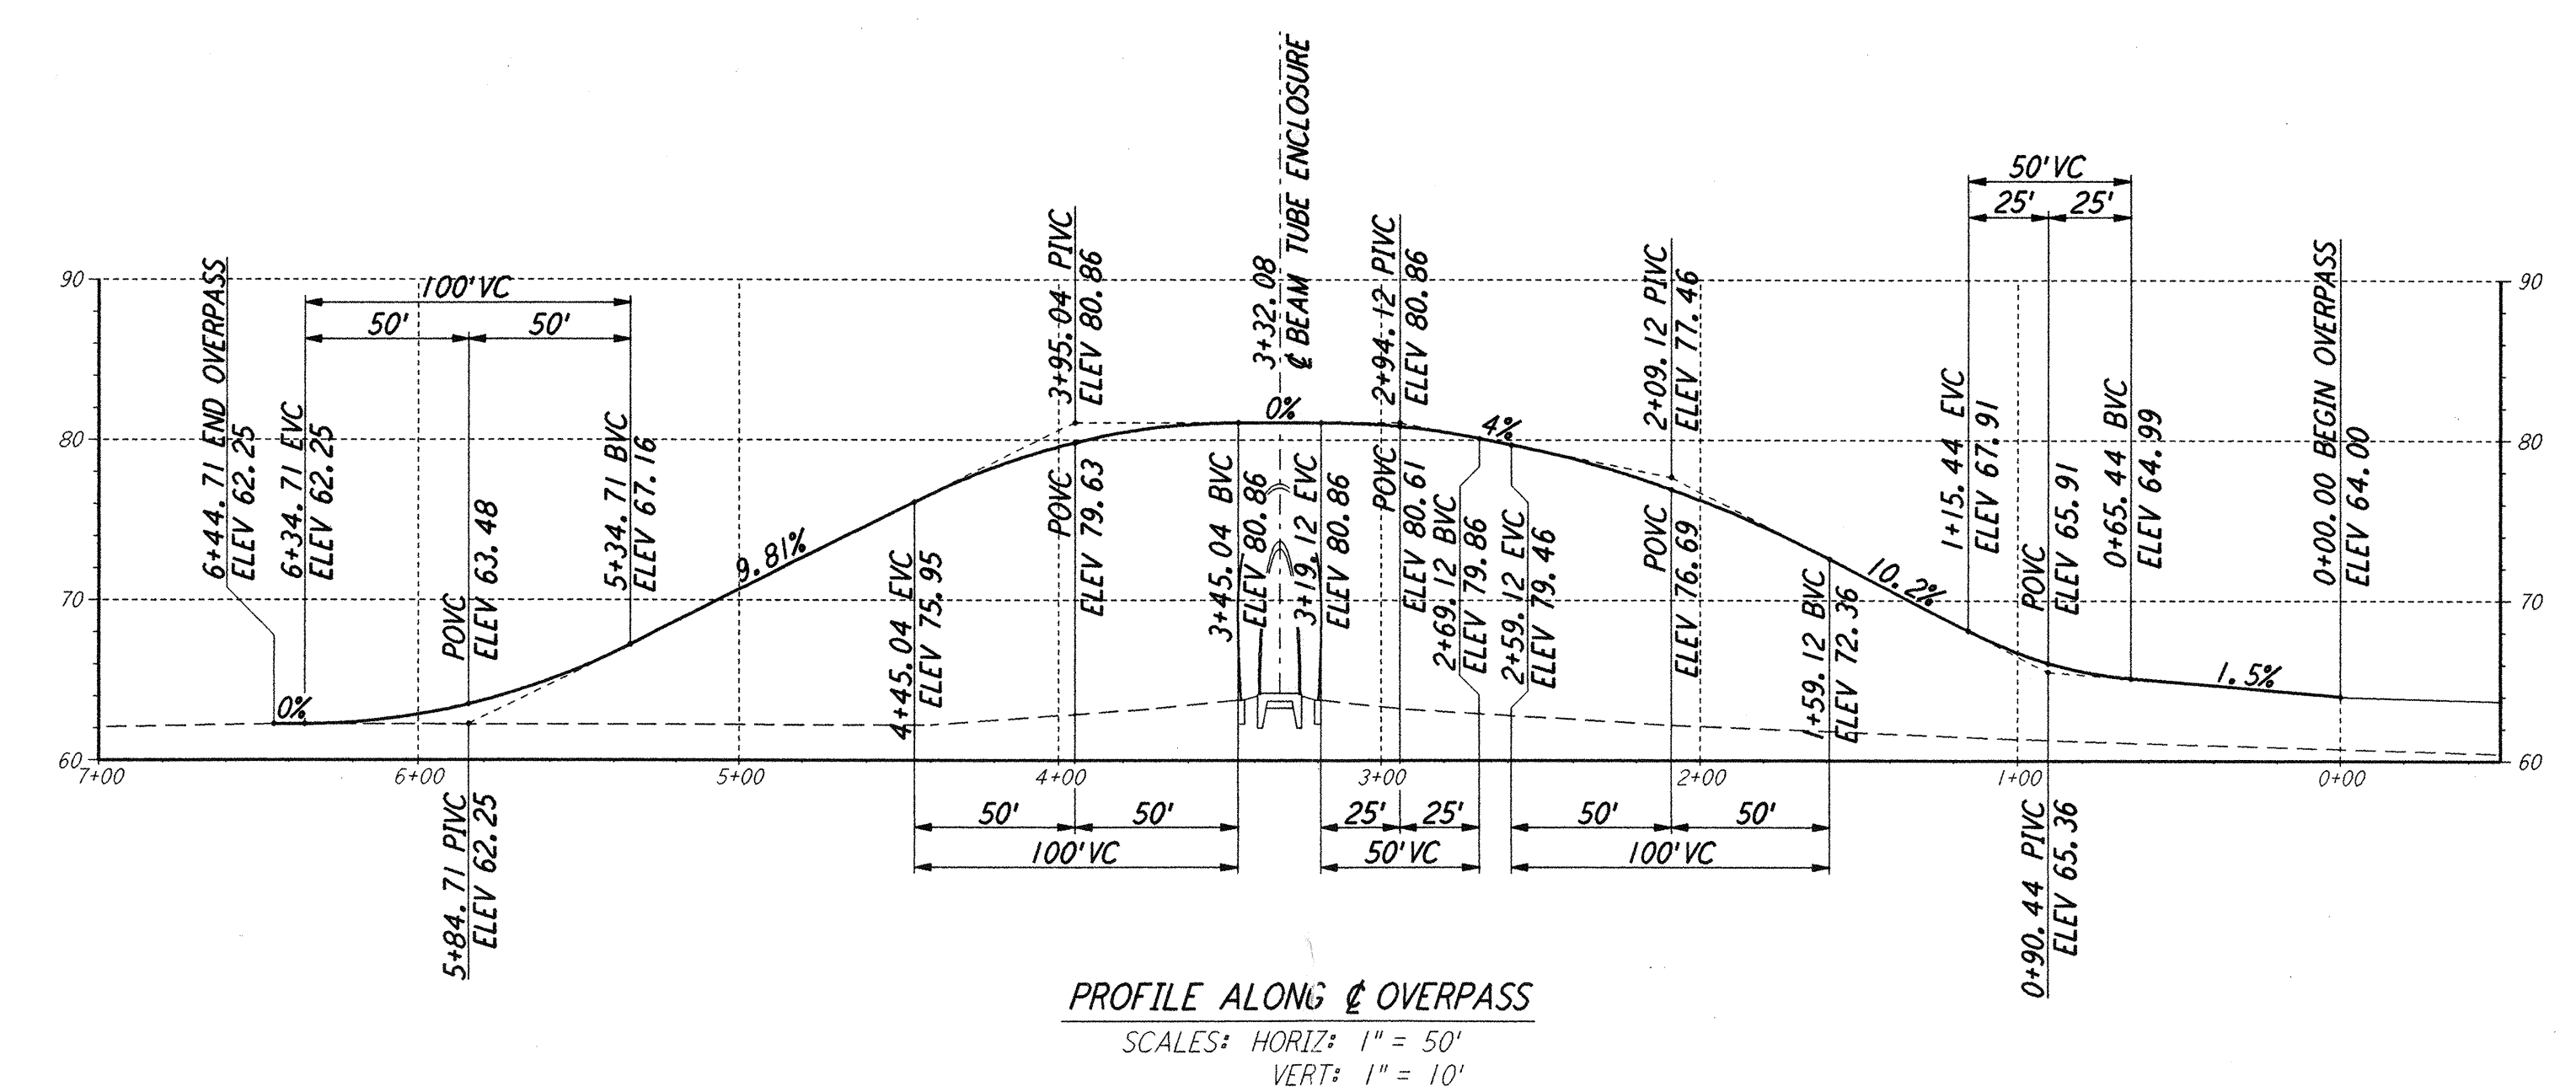 6+44.71 END OVERPASS
ELEV 62.25
6+34.71 EVC
ELEV 62.25
100'VC
50'
50'
POVC
ELEV 63.48
5+84.71 PIVC
ELEV 62.25
5+34.71 BVC
ELEV 67.16
0%
9.81%
4+45.04 EVC
ELEV 75.95
3+95.04 PIVC
ELEV 80.86
POVC
ELEV 79.63
3+45.04 BVC
ELEV 80.86
3+32.08
℄ BEAM TUBE ENCLOSURE
0%
3+19.12 EVC
ELEV 80.86
2+94.12 PIVC
ELEV 80.86
POVC
ELEV 80.61
2+69.12 BVC
ELEV 79.86
4%
2+59.12 EVC
ELEV 79.46
2+09.12 PIVC
ELEV 77.46
POVC
ELEV 76.69
1+59.12 BVC
ELEV 72.36
10.2%
1+15.44 EVC
ELEV 67.91
50'VC
25'
25'
POVC
ELEV 65.91
0+90.44 PIVC
ELEV 65.36
0+65.44 BVC
ELEV 64.99
1.5%
0+00.00 BEGIN OVERPASS
ELEV 64.00
90
80
70
60
90
80
70
60
7+00
6+00
5+00
4+00
3+00
2+00
1+00
0+00
50'
50'
100'VC
25'
25'
50'VC
50'
50'
100'VC
PROFILE ALONG ℄ OVERPASS
SCALES: HORIZ: 1" = 50'
VERT: 1" = 10'